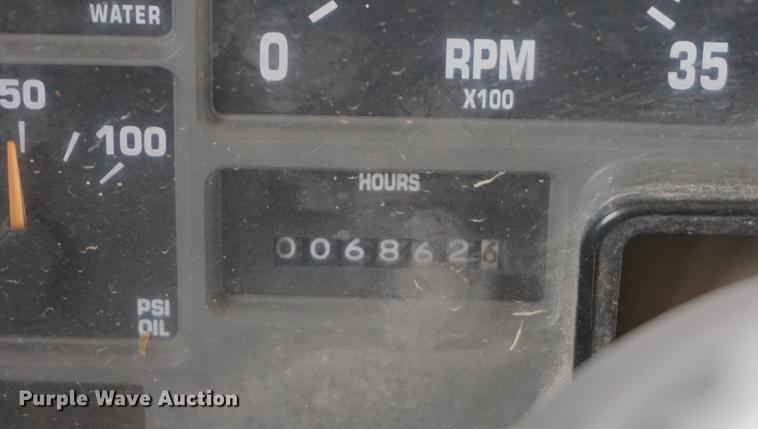 WATER
0
RPM
X100
35
50
100
HOURS
0068626
PSI
OIL
Purple Wave Auction